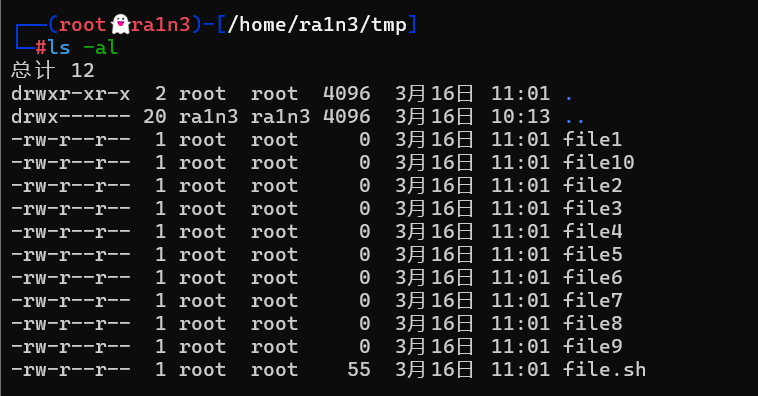 ┌──(root👻ra1n3)-[/home/ra1n3/tmp]
└─#ls -al
总计 12
drwxr-xr-x  2 root  root  4096  3月16日 11:01 .
drwx------ 20 ra1n3 ra1n3 4096  3月16日 10:13 ..
-rw-r--r--  1 root  root     0  3月16日 11:01 file1
-rw-r--r--  1 root  root     0  3月16日 11:01 file10
-rw-r--r--  1 root  root     0  3月16日 11:01 file2
-rw-r--r--  1 root  root     0  3月16日 11:01 file3
-rw-r--r--  1 root  root     0  3月16日 11:01 file4
-rw-r--r--  1 root  root     0  3月16日 11:01 file5
-rw-r--r--  1 root  root     0  3月16日 11:01 file6
-rw-r--r--  1 root  root     0  3月16日 11:01 file7
-rw-r--r--  1 root  root     0  3月16日 11:01 file8
-rw-r--r--  1 root  root     0  3月16日 11:01 file9
-rw-r--r--  1 root  root    55  3月16日 11:01 file.sh